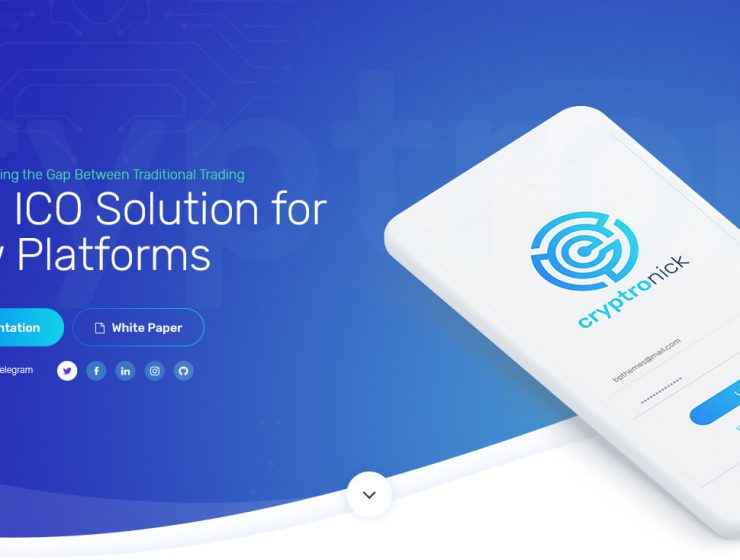 ing the Gap Between Traditional Trading
ICO Solution for
Platforms
ntation
White Paper
elegram
cryptronick
bpthemes@mail.com